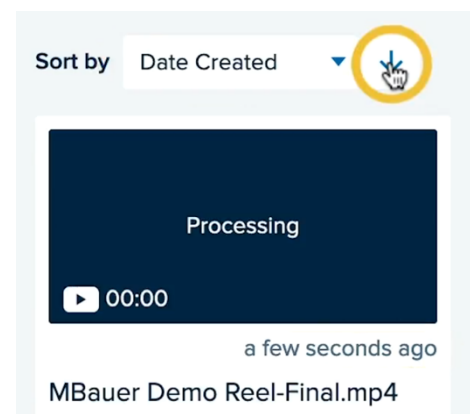 Sort by Date Created
Processing
00:00
a few seconds ago
MBauer Demo Reel-Final.mp4